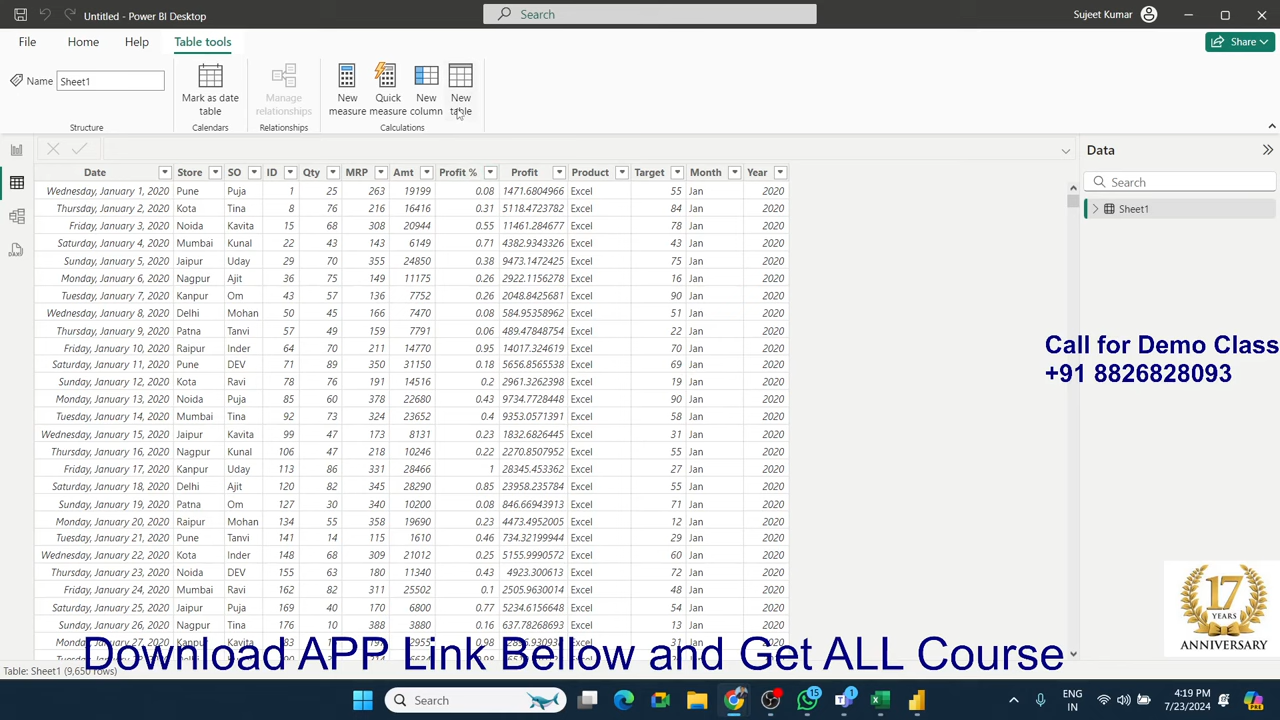 Untitled - Power BI Desktop
Search
Sujeet Kumar
File Home Help Table tools
Share
Name Sheet1
Mark as date table
Manage relationships
New measure
Quick measure
New column
New table
Structure
Calendars
Relationships
Calculations
Date Store SO ID Qty MRP Amt Profit % Profit Product Target Month Year
Wednesday, January 1, 2020 Pune Puja 1 25 263 19199 0.08 1471.6804966 Excel 55 Jan 2020
Thursday, January 2, 2020 Kota Tina 8 76 216 16416 0.31 5118.4723782 Excel 84 Jan 2020
Friday, January 3, 2020 Noida Kavita 15 68 308 20944 0.55 11461.284677 Excel 78 Jan 2020
Saturday, January 4, 2020 Mumbai Kunal 22 43 143 6149 0.71 4382.9343326 Excel 43 Jan 2020
Sunday, January 5, 2020 Jaipur Uday 29 70 355 24850 0.38 9473.1472425 Excel 75 Jan 2020
Monday, January 6, 2020 Nagpur Ajit 36 75 149 11175 0.26 2922.1156278 Excel 16 Jan 2020
Tuesday, January 7, 2020 Kanpur Om 43 57 136 7752 0.26 2048.8425681 Excel 90 Jan 2020
Wednesday, January 8, 2020 Delhi Mohan 50 45 166 7470 0.08 584.95358962 Excel 51 Jan 2020
Thursday, January 9, 2020 Patna Tanvi 57 49 159 7791 0.06 489.47848754 Excel 22 Jan 2020
Friday, January 10, 2020 Raipur Inder 64 70 211 14770 0.95 14017.324619 Excel 70 Jan 2020
Saturday, January 11, 2020 Pune DEV 71 89 350 31150 0.18 5656.8565538 Excel 69 Jan 2020
Sunday, January 12, 2020 Kota Ravi 78 76 191 14516 0.2 2961.3262398 Excel 19 Jan 2020
Monday, January 13, 2020 Noida Puja 85 60 378 22680 0.43 9734.7728448 Excel 90 Jan 2020
Tuesday, January 14, 2020 Mumbai Tina 92 73 324 23652 0.4 9353.0571391 Excel 58 Jan 2020
Wednesday, January 15, 2020 Jaipur Kavita 99 47 173 8131 0.23 1832.6826445 Excel 31 Jan 2020
Thursday, January 16, 2020 Nagpur Kunal 106 47 218 10246 0.22 2270.8507952 Excel 55 Jan 2020
Friday, January 17, 2020 Kanpur Uday 113 86 331 28466 1 28345.453362 Excel 27 Jan 2020
Saturday, January 18, 2020 Delhi Ajit 120 82 345 28290 0.85 23958.235784 Excel 55 Jan 2020
Sunday, January 19, 2020 Patna Om 127 30 340 10200 0.08 846.66943913 Excel 71 Jan 2020
Monday, January 20, 2020 Raipur Mohan 134 55 358 19690 0.23 4473.4952005 Excel 12 Jan 2020
Tuesday, January 21, 2020 Pune Tanvi 141 14 115 1610 0.46 734.32199944 Excel 29 Jan 2020
Wednesday, January 22, 2020 Kota Inder 148 68 309 21012 0.25 5155.9990572 Excel 60 Jan 2020
Thursday, January 23, 2020 Noida DEV 155 63 180 11340 0.43 4923.300613 Excel 72 Jan 2020
Friday, January 24, 2020 Mumbai Ravi 162 82 311 25502 0.1 2505.9630014 Excel 48 Jan 2020
Saturday, January 25, 2020 Jaipur Puja 169 40 170 6800 0.77 5234.6156648 Excel 54 Jan 2020
Sunday, January 26, 2020 Nagpur Tina 176 10 388 3880 0.16 637.78268693 Excel 13 Jan 2020
Data
Search
Sheet1
Call for Demo Class
+91 8826828093
17
YEARS
ANNIVERSARY
Download APP Link Bellow and Get ALL Course
Table: Sheet1 (9,650 rows)
Search
15
1
ENG
IN
4:19 PM
7/23/2024